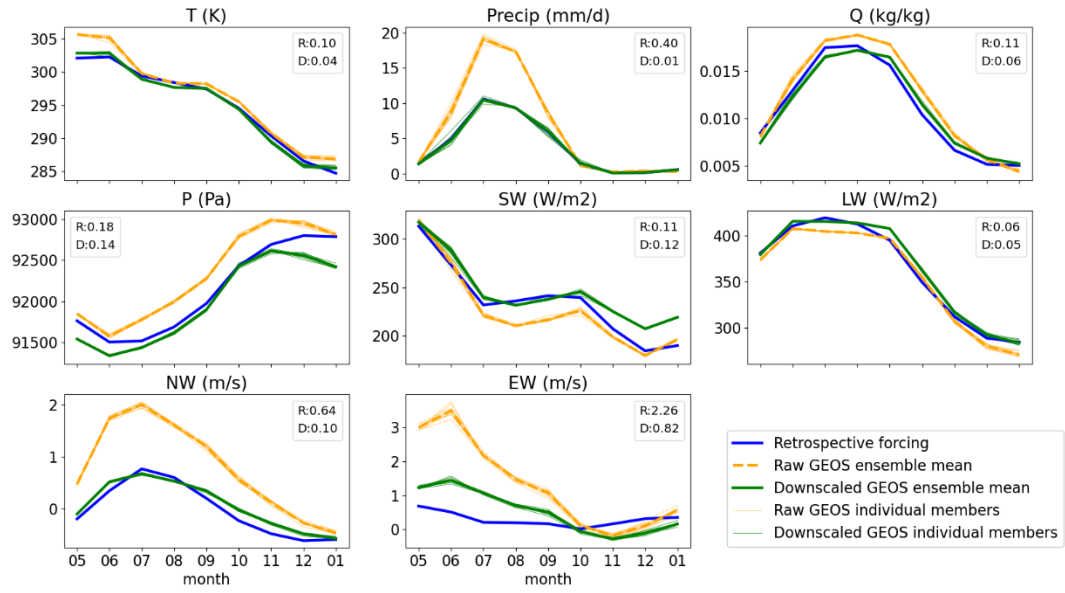 T (K)
305
300
295
290
285
R:0.10
D:0.04
Precip (mm/d)
20
15
10
5
0
R:0.40
D:0.01
Q (kg/kg)
0.015
0.010
0.005
R:0.11
D:0.06
P (Pa)
93000
92500
92000
91500
R:0.18
D:0.14
SW (W/m2)
300
250
200
R:0.11
D:0.12
LW (W/m2)
400
350
300
R:0.06
D:0.05
NW (m/s)
2
1
0
R:0.64
D:0.10
05 06 07 08 09 10 11 12 01
month
EW (m/s)
3
2
1
0
R:2.26
D:0.82
05 06 07 08 09 10 11 12 01
month
Retrospective forcing
Raw GEOS ensemble mean
Downscaled GEOS ensemble mean
Raw GEOS individual members
Downscaled GEOS individual members